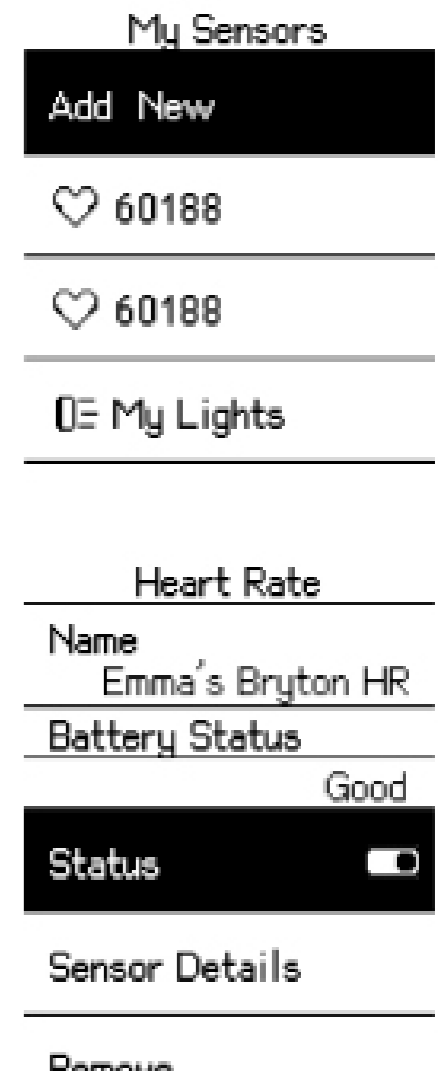 My Sensors
Add New
60188
60188
My Lights
Heart Rate
Name
Emma's Bryton HR
Battery Status
Good
Status
Sensor Details
Remove